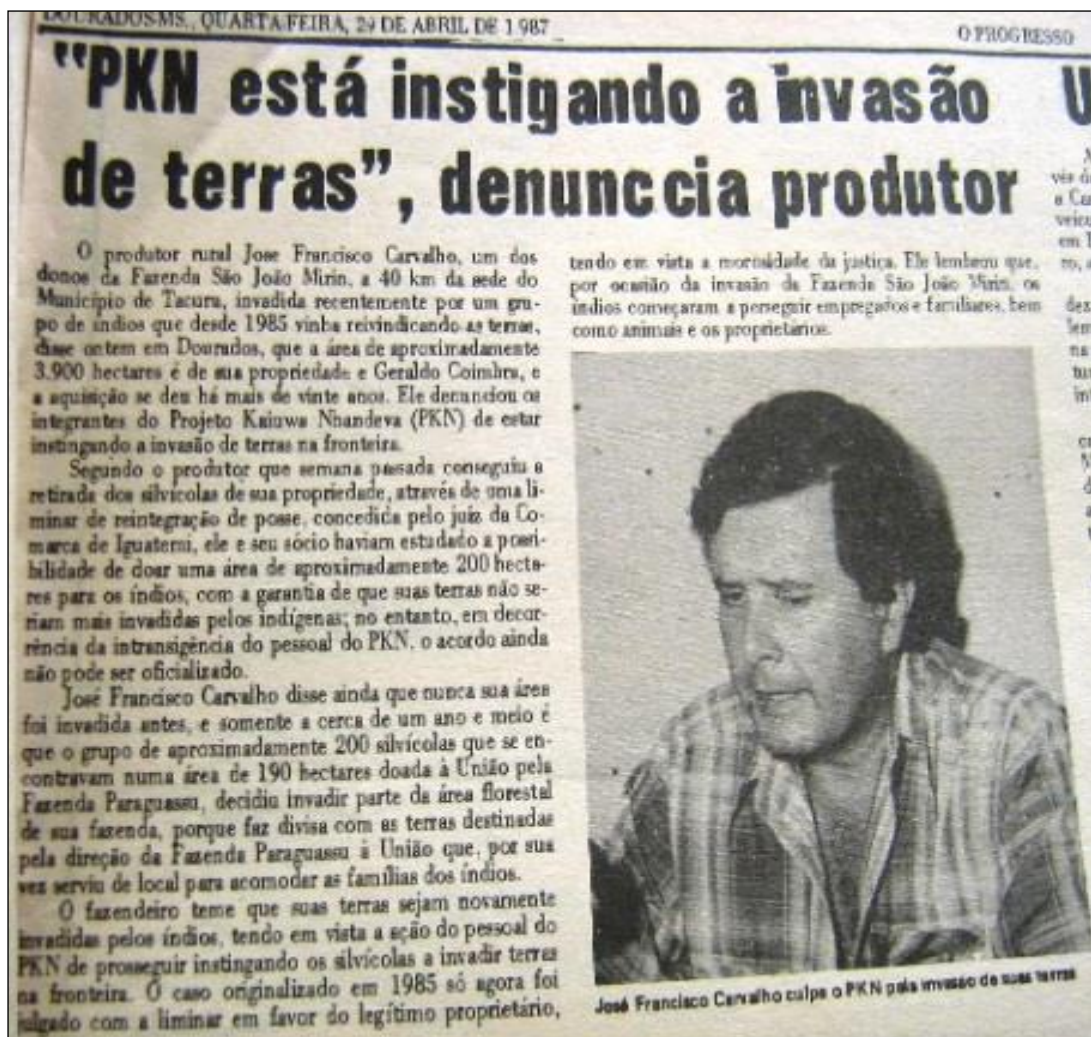 DOURADOS-MS., QUARTA-FEIRA, 29 DE ABRIL DE 1.987
O PROGRESSO
"PKN está instigando a invasão
de terras", denunccia produtor
O produtor rural Jose Francisco Carvalho, um dos
donos da Fazenda São João Mirin, a 40 km da sede do
Município de Tacuru, invadida recentemente por um gru-
po de índios que desde 1985 vinha reivindicando as terras,
disse ontem em Dourados, que a área de aproximadamente
3.900 hectares é de sua propriedade e Geraldo Coimbra, e
a aquisição se deu há mais de vinte anos. Ele denunciou os
integrantes do Projeto Kaiuwa Nhandeva (PKN) de estar
instingando a invasão de terras na fronteira.
Segundo o produtor que semana passada conseguiu a
retirada dos silvícolas de sua propriedade, através de uma li-
minar de reintegração de posse, concedida pelo juiz da Co-
marca de Iguatemi, ele e seu sócio haviam estudado a possi-
bilidade de doar uma área de aproximadamente 200 hecta-
res para os índios, com a garantia de que suas terras não se-
riam mais invadidas pelos indígenas; no entanto, em decor-
rência da intransigência do pessoal do PKN, o acordo ainda
não pode ser oficializado.
José Francisco Carvalho disse ainda que nunca sua área
foi invadida antes, e somente a cerca de um ano e meio é
que o grupo de aproximadamente 200 silvícolas que se en-
contravam numa área de 190 hectares doada à União pela
Fazenda Paraguassu, decidiu invadir parte da área florestal
de sua fazenda, porque faz divisa com as terras destinadas
pela direção da Fazenda Paraguassu à União que, por sua
vez serviu de local para acomodar as famílias dos índios.
O fazendeiro teme que suas terras sejam novamente
invadidas pelos índios, tendo em vista a ação do pessoal do
PKN de prosseguir instingando os silvícolas a invadir terras
na fronteira. O caso originalizado em 1985 só agora foi
julgado com a liminar em favor do legítimo proprietário,
tendo em vista a morosidade da justiça. Ele lembrou que,
por ocasião da invasão da Fazenda São João Mirin, os
índios começaram a perseguir empregados e familiares, bem
como animais e os proprietários.
José Francisco Carvalho culpa o PKN pela invasão de suas terras